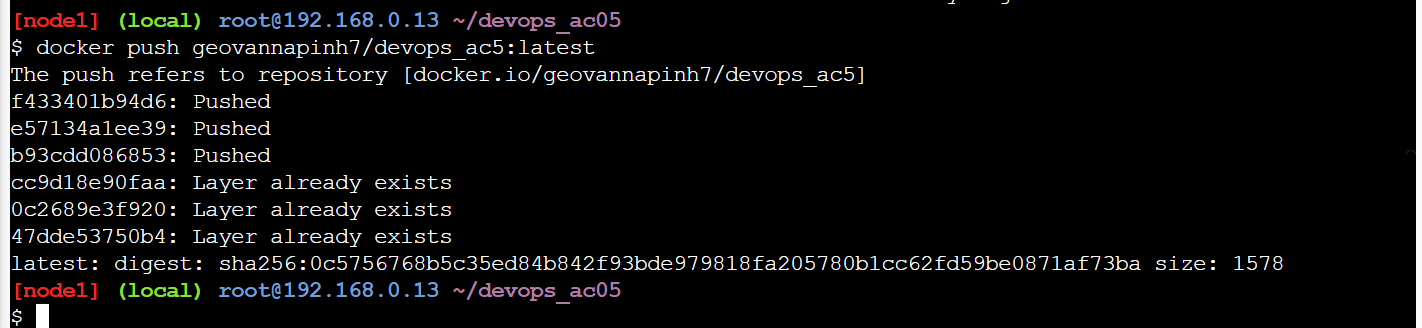 [node1] (local) root@192.168.0.13 ~/devops_ac05
$ docker push geovannapinh7/devops_ac5:latest
The push refers to repository [docker.io/geovannapinh7/devops_ac5]
f433401b94d6: Pushed
e57134a1ee39: Pushed
b93cdd086853: Pushed
cc9d18e90faa: Layer already exists
0c2689e3f920: Layer already exists
47dde53750b4: Layer already exists
latest: digest: sha256:0c5756768b5c35ed84b842f93bde979818fa205780b1cc62fd59be0871af73ba size: 1578
[node1] (local) root@192.168.0.13 ~/devops_ac05
$